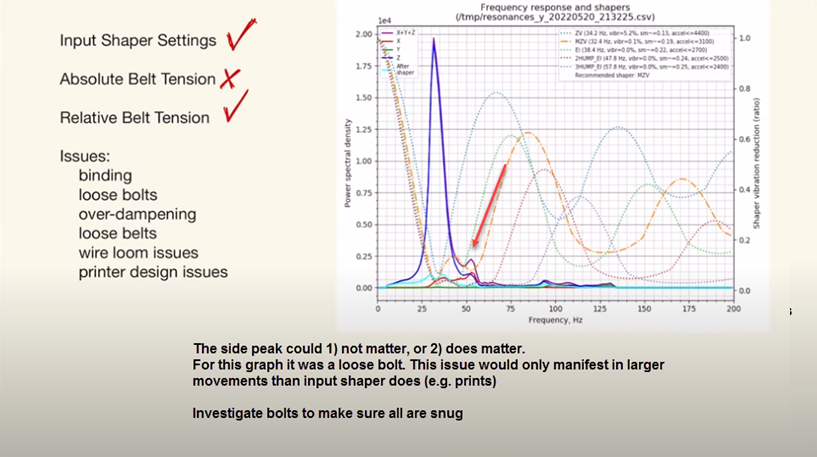 Input Shaper Settings
Absolute Belt Tension
Relative Belt Tension
Issues:
binding
loose bolts
over-dampening
loose belts
wire loom issues
printer design issues
Frequency response and shapers
(/tmp/resonances_y_20220520_213225.csv)
1e4
2.00
1.75
1.50
1.25
1.00
0.75
0.50
0.25
0.00
Power spectral density
X+Y+Z
X
Y
Z
After
shaper
ZV (34.2 Hz, vibr=5.2%, sm~=0.13, accel<=4400)
MZV (32.4 Hz, vibr=0.1%, sm~=0.19, accel<=3100)
EI (38.4 Hz, vibr=0.0%, sm~=0.22, accel<=2700)
2HUMP_EI (47.8 Hz, vibr=0.0%, sm~=0.24, accel<=2500)
3HUMP_EI (57.8 Hz, vibr=0.0%, sm~=0.25, accel<=2400)
Recommended shaper: MZV
1.0
0.8
0.6
0.4
0.2
0.0
Shaper vibration reduction (ratio)
0 25 50 75 100 125 150 175 200
Frequency, Hz
The side peak could 1) not matter, or 2) does matter.
For this graph it was a loose bolt. This issue would only manifest in larger
movements than input shaper does (e.g. prints)
Investigate bolts to make sure all are snug